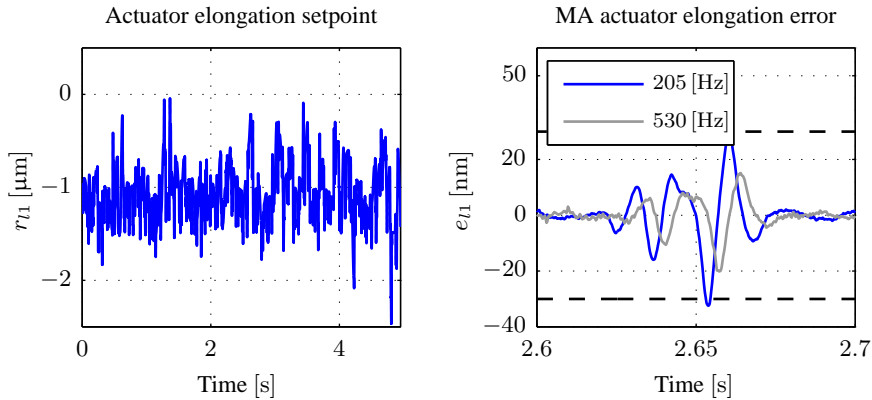 Actuator elongation setpoint
0
−1
−2
r_{l1} [μm]
0 2 4
Time [s]
MA actuator elongation error
50
20
0
−20
−40
e_{l1} [nm]
205 [Hz]
530 [Hz]
2.6 2.65 2.7
Time [s]